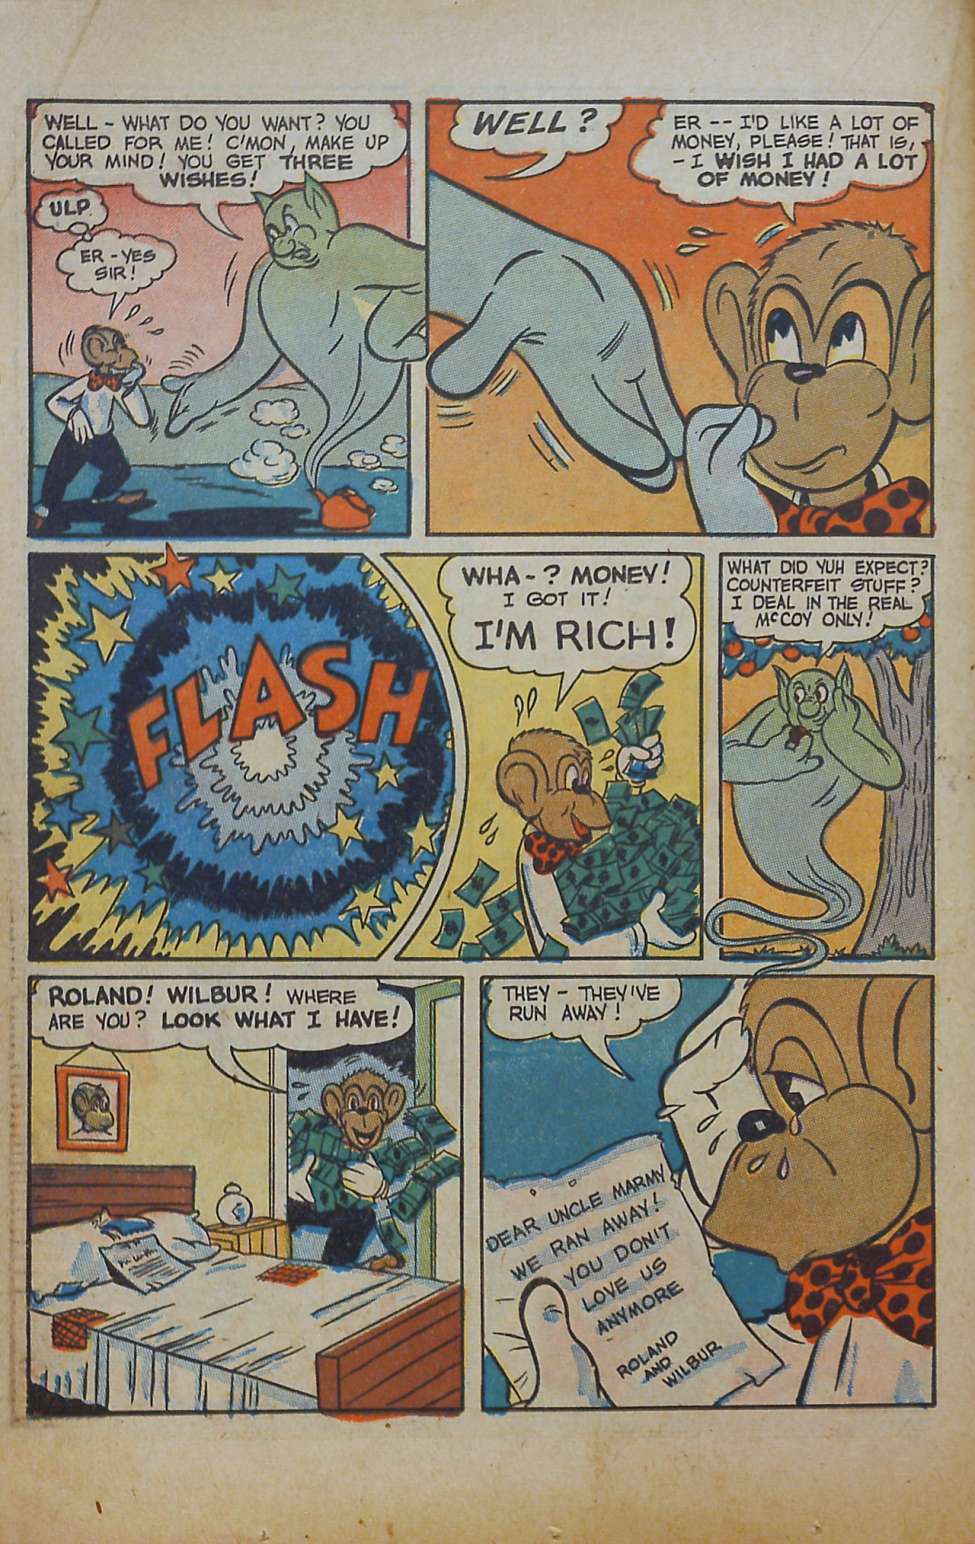 WELL - WHAT DO YOU WANT? YOU
CALLED FOR ME! C'MON, MAKE UP
YOUR MIND! YOU GET THREE
WISHES!
ULP.
ER - YES
SIR!
WELL?
ER -- I'D LIKE A LOT OF
MONEY, PLEASE! THAT IS,
- I WISH I HAD A LOT
OF MONEY!
FLASH
WHA-? MONEY!
I GOT IT!
I'M RICH!
WHAT DID YUH EXPECT?
COUNTERFEIT STUFF?
I DEAL IN THE REAL
McCOY ONLY!
ROLAND! WILBUR! WHERE
ARE YOU? LOOK WHAT I HAVE!
THEY - THEY'VE
RUN AWAY!
DEAR UNCLE MARMY
WE RAN AWAY!
YOU DON'T
LOVE US
ANYMORE
ROLAND
AND
WILBUR